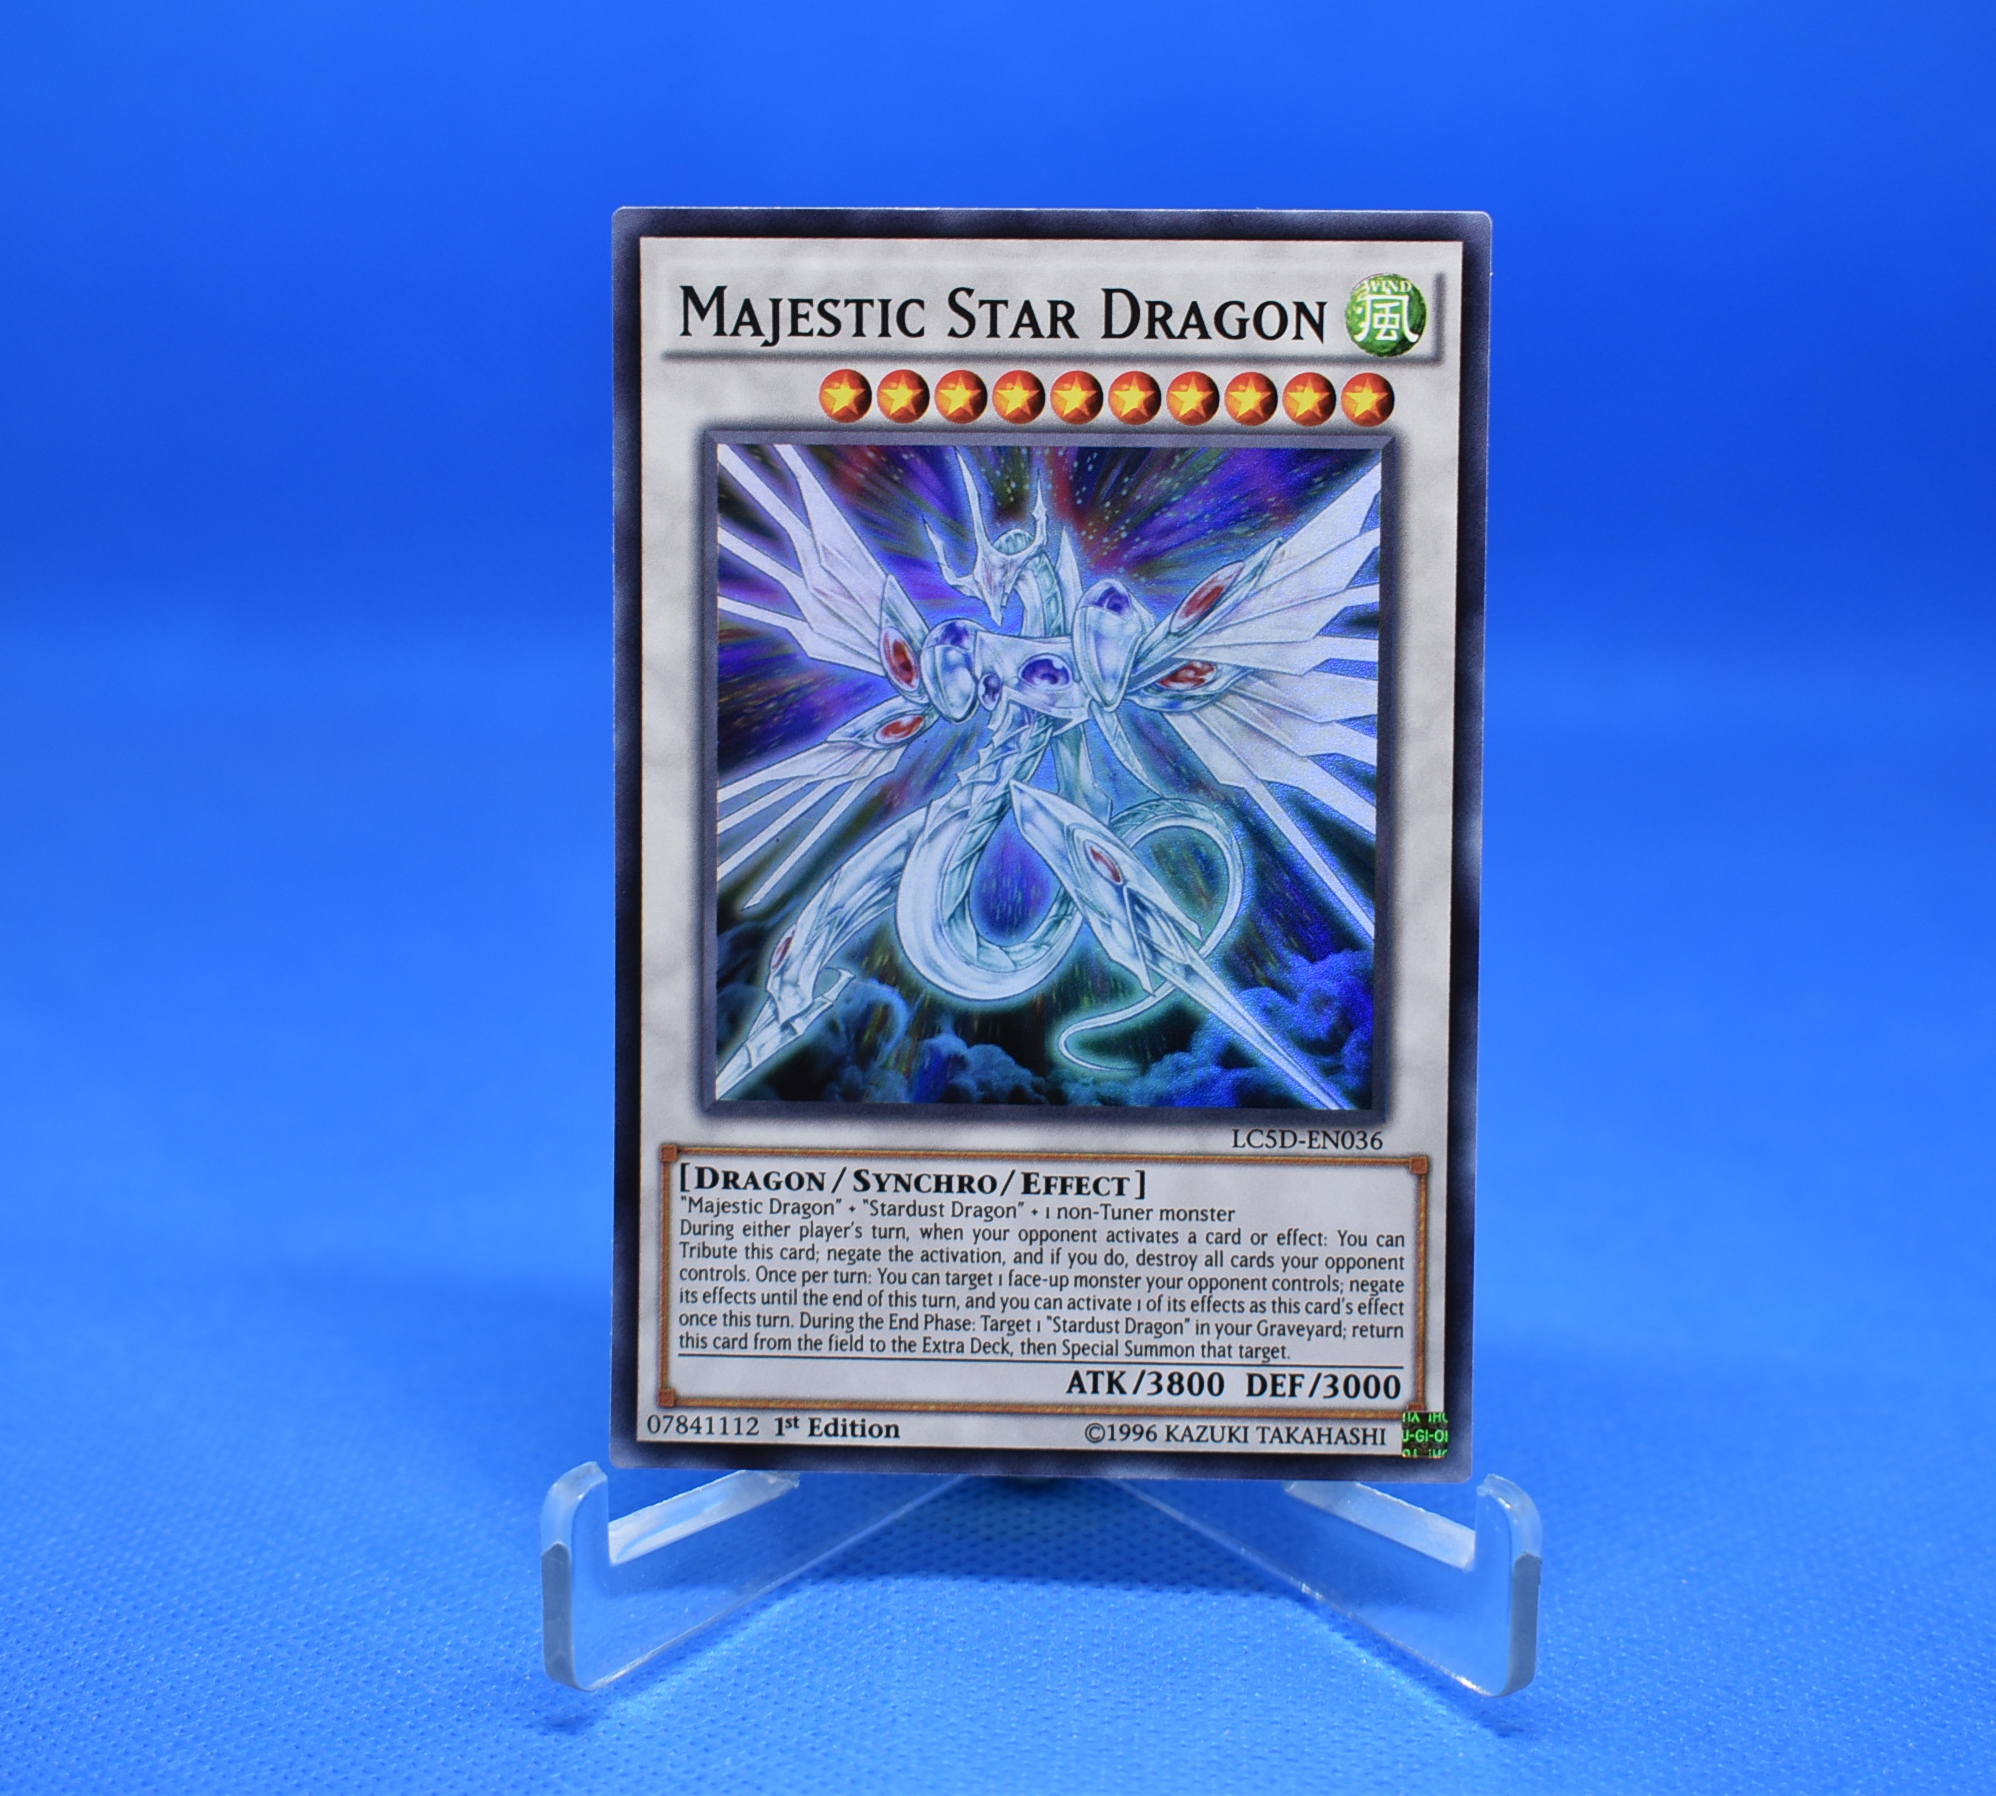 MAJESTIC STAR DRAGON
WIND
風
LC5D-EN036
[DRAGON/SYNCHRO/EFFECT]
"Majestic Dragon" + "Stardust Dragon" + 1 non-Tuner monster
During either player's turn, when your opponent activates a card or effect: You can
Tribute this card; negate the activation, and if you do, destroy all cards your opponent
controls. Once per turn: You can target 1 face-up monster your opponent controls; negate
its effects until the end of this turn, and you can activate 1 of its effects as this card's effect
once this turn. During the End Phase: Target 1 "Stardust Dragon" in your Graveyard; return
this card from the field to the Extra Deck, then Special Summon that target.
ATK/3800 DEF/3000
07841112 1st Edition
©1996 KAZUKI TAKAHASHI